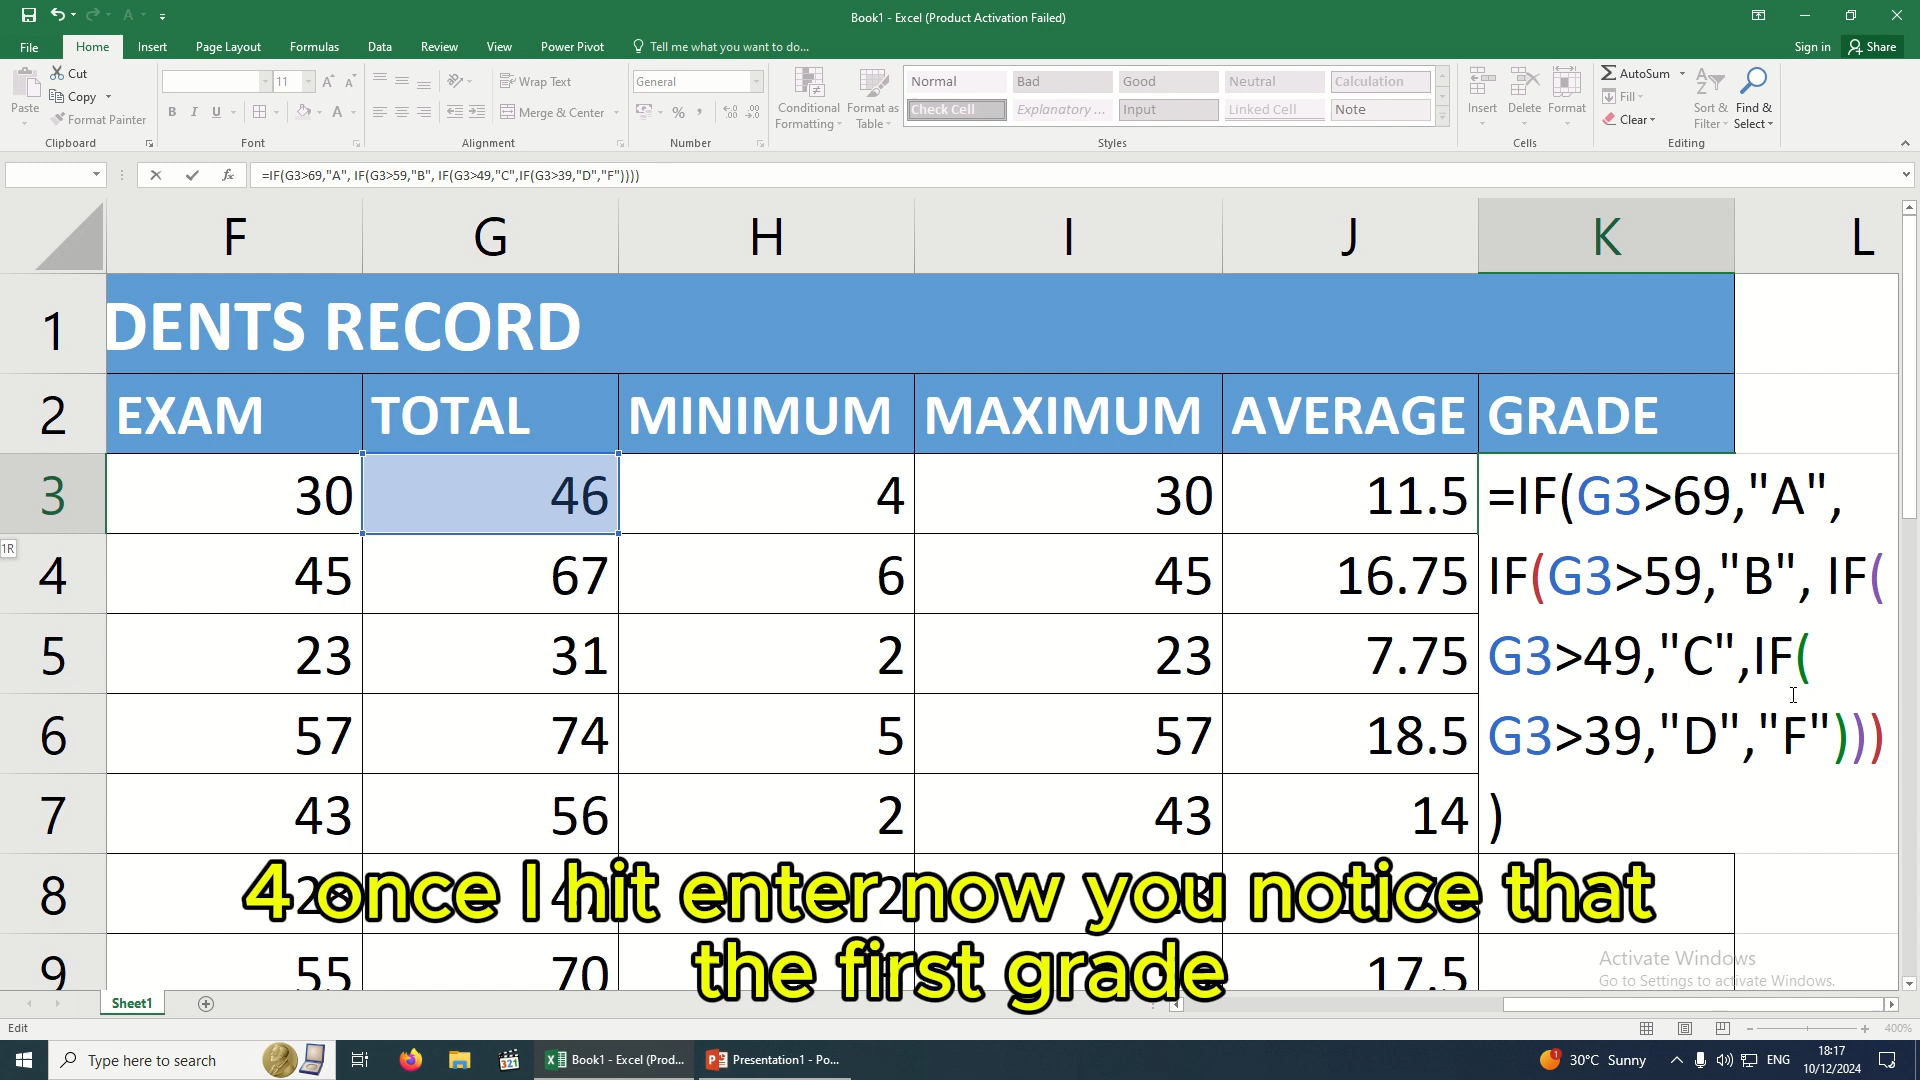 Book1 - Excel (Product Activation Failed)
File Home Insert Page Layout Formulas Data Review View Power Pivot Tell me what you want to do... Sign in Share
Paste Cut Copy Format Painter Clipboard
11 B I U A Font
Wrap Text Merge & Center Alignment
General % Number
Conditional Formatting Format as Table
Normal Bad Good Neutral Calculation
Check Cell Explanatory ... Input Linked Cell Note
Styles
Insert Delete Format Cells
AutoSum Fill Clear Sort & Filter Find & Select Editing
fx =IF(G3>69,"A", IF(G3>59,"B", IF(G3>49,"C",IF(G3>39,"D","F"))))
F G H I J K L
1 DENTS RECORD
2 EXAM TOTAL MINIMUM MAXIMUM AVERAGE GRADE
3 30 46 4 30 11.5 =IF(G3>69,"A",
1R
4 45 67 6 45 16.75 IF(G3>59,"B", IF(
5 23 31 2 23 7.75 G3>49,"C",IF(
6 57 74 5 57 18.5 G3>39,"D","F")))
7 43 56 2 43 14 )
8
4 once I hit enter now you notice that
the first grade
9 55 70 17.5
Activate Windows
Go to Settings to activate Windows.
Sheet1
Edit 400%
Type here to search Book1 - Excel (Prod... Presentation1 - Po... 30°C Sunny ENG 18:17
10/12/2024